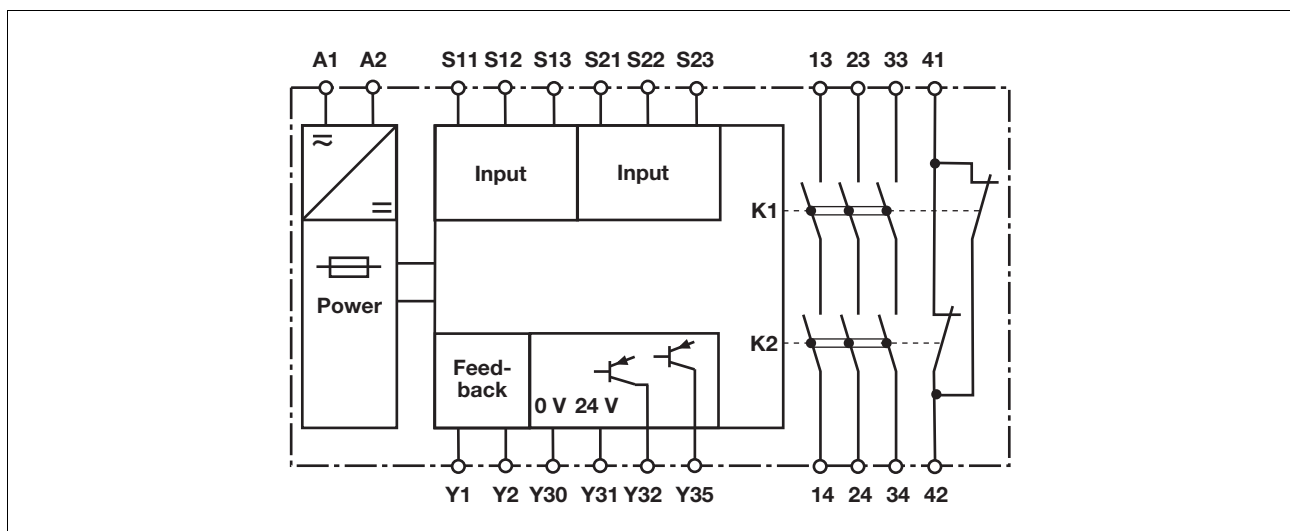 A1 A2 S11 S12 S13 S21 S22 S23 13 23 33 41
Input Input
K1
Power
K2
Feed-
back
0 V 24 V
Y1 Y2 Y30 Y31 Y32 Y35 14 24 34 42